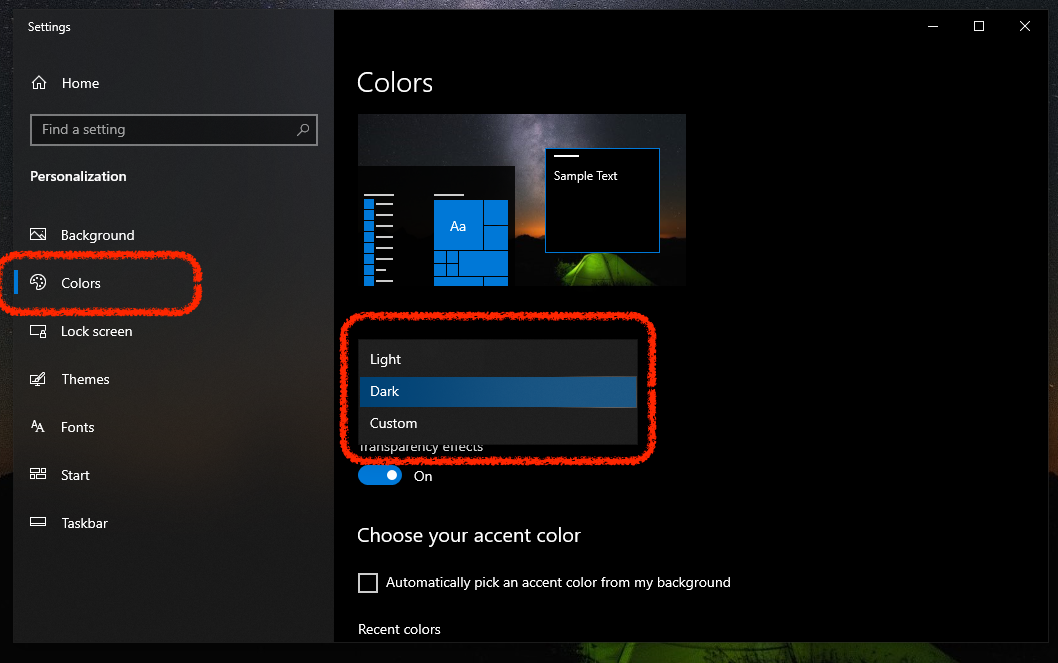 Settings
Home
Find a setting
Personalization
Background
Colors
Lock screen
Themes
Fonts
Start
Taskbar
Colors
Sample Text
Aa
Light
Dark
Custom
Transparency effects
On
Choose your accent color
Automatically pick an accent color from my background
Recent colors